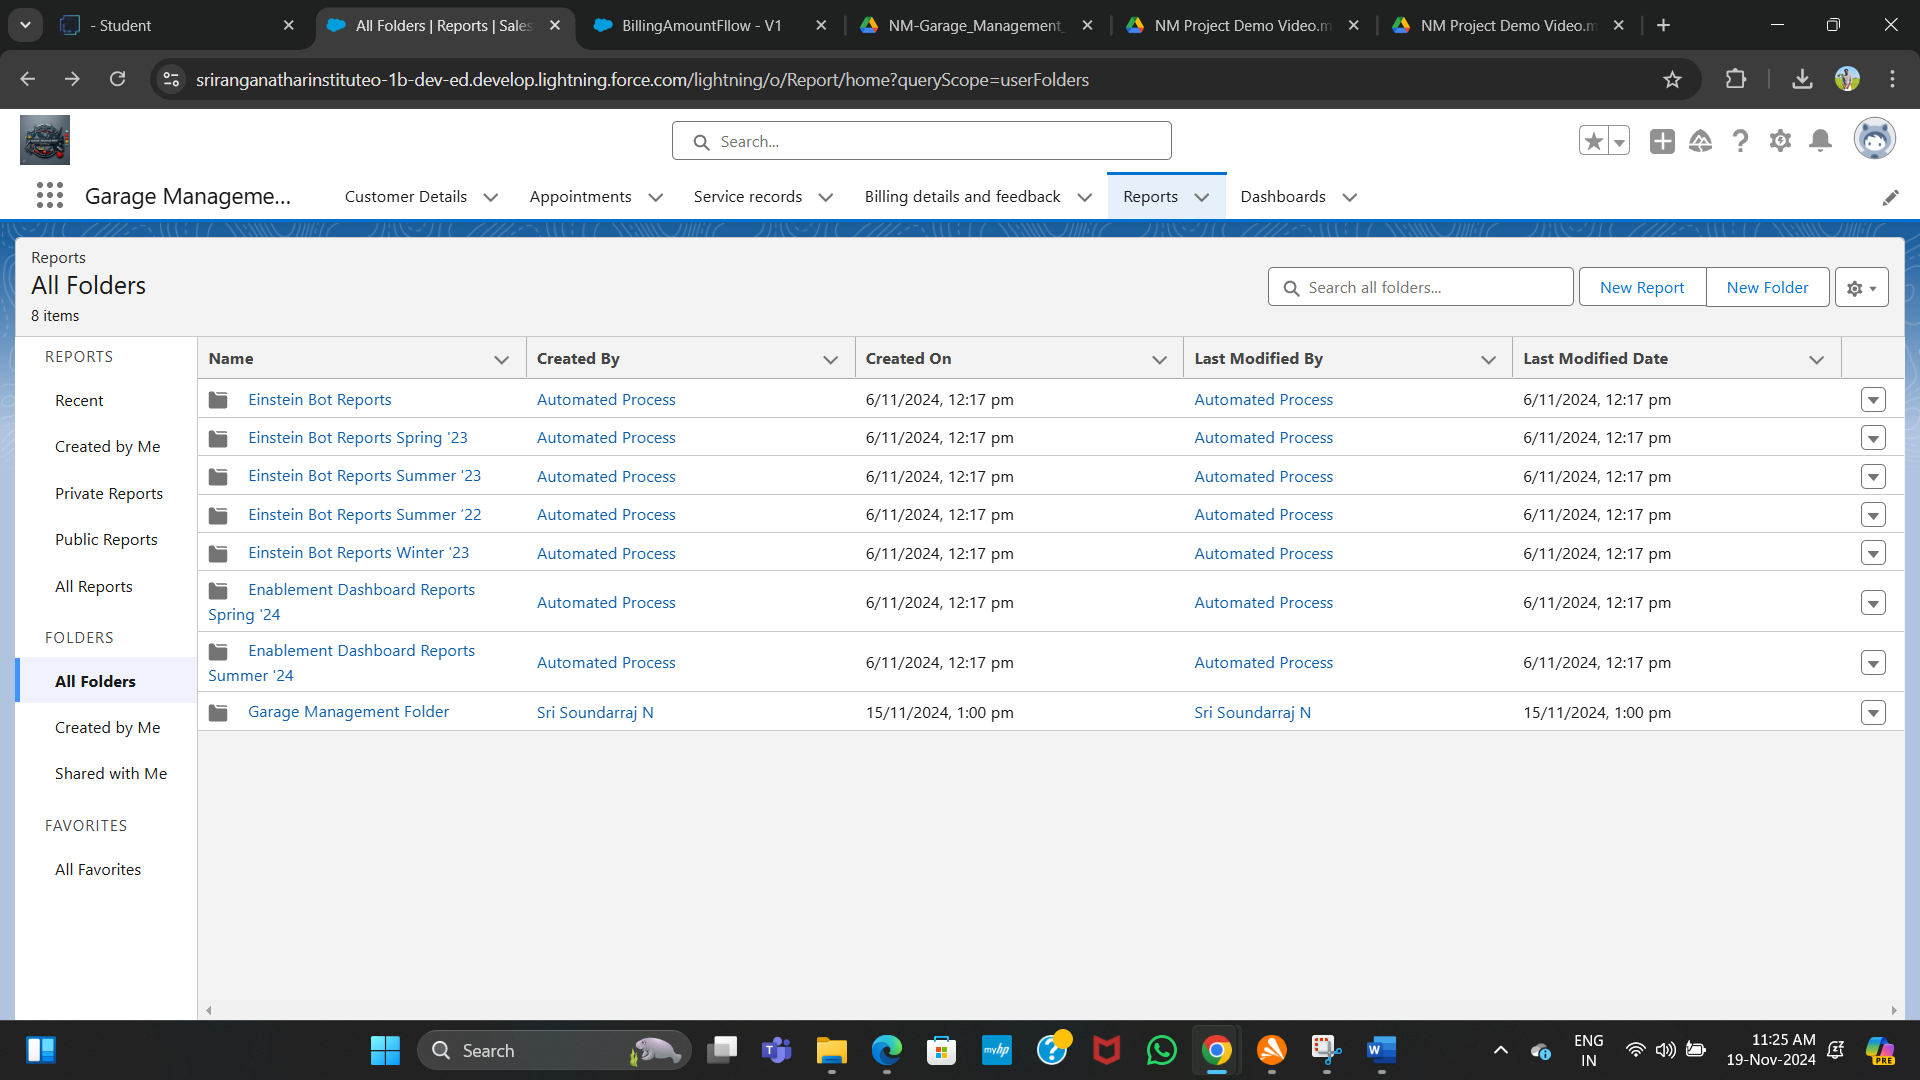 - Student
All Folders | Reports | Sales
BillingAmountFllow - V1
NM-Garage_Management_
NM Project Demo Video.m
NM Project Demo Video.m
sriranganatharinstituteo-1b-dev-ed.develop.lightning.force.com/lightning/o/Report/home?queryScope=userFolders
Search...
Garage Manageme...
Customer Details
Appointments
Service records
Billing details and feedback
Reports
Dashboards
Reports
All Folders
8 items
Search all folders...
New Report
New Folder
REPORTS
Recent
Created by Me
Private Reports
Public Reports
All Reports
FOLDERS
All Folders
Created by Me
Shared with Me
FAVORITES
All Favorites
Name Created By Created On Last Modified By Last Modified Date
Einstein Bot Reports Automated Process 6/11/2024, 12:17 pm Automated Process 6/11/2024, 12:17 pm
Einstein Bot Reports Spring '23 Automated Process 6/11/2024, 12:17 pm Automated Process 6/11/2024, 12:17 pm
Einstein Bot Reports Summer '23 Automated Process 6/11/2024, 12:17 pm Automated Process 6/11/2024, 12:17 pm
Einstein Bot Reports Summer ’22 Automated Process 6/11/2024, 12:17 pm Automated Process 6/11/2024, 12:17 pm
Einstein Bot Reports Winter '23 Automated Process 6/11/2024, 12:17 pm Automated Process 6/11/2024, 12:17 pm
Enablement Dashboard Reports
Spring '24 Automated Process 6/11/2024, 12:17 pm Automated Process 6/11/2024, 12:17 pm
Enablement Dashboard Reports
Summer '24 Automated Process 6/11/2024, 12:17 pm Automated Process 6/11/2024, 12:17 pm
Garage Management Folder Sri Soundarraj N 15/11/2024, 1:00 pm Sri Soundarraj N 15/11/2024, 1:00 pm
Search
myhp
ENG
IN
11:25 AM
19-Nov-2024
PRE